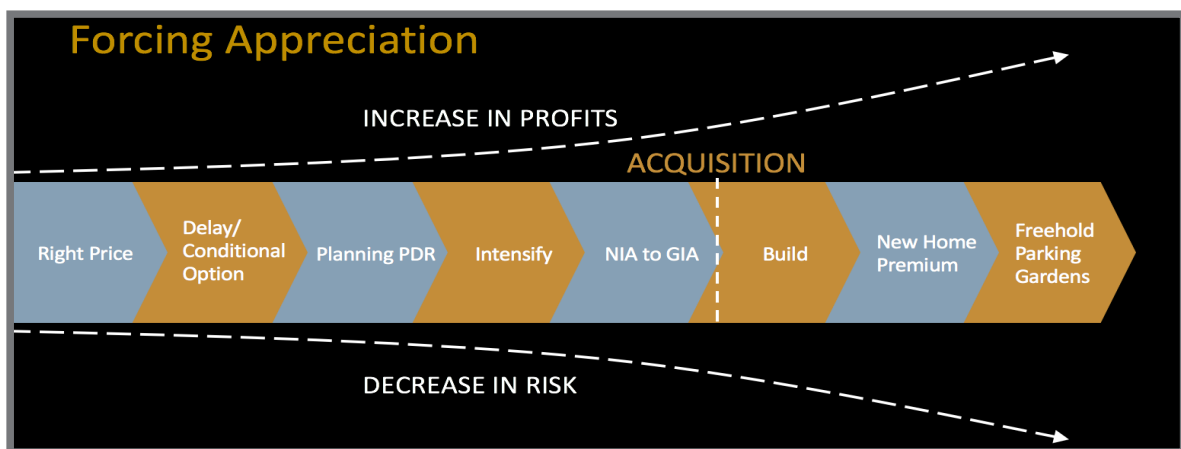 Forcing Appreciation
INCREASE IN PROFITS
ACQUISITION
Right Price
Delay/
Conditional
Option
Planning PDR
Intensify
NIA to GIA
Build
New Home
Premium
Freehold
Parking
Gardens
DECREASE IN RISK